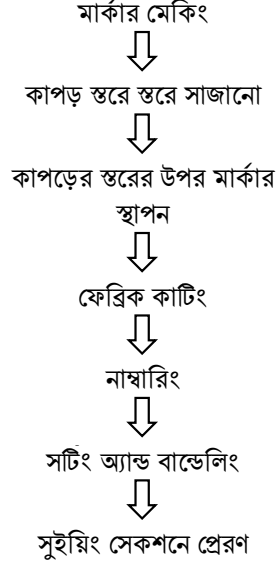 মার্কার মেকিং
কাপড় স্তরে স্তরে সাজানো
কাপড়ের স্তরের উপর মার্কার
স্থাপন
ফেব্রিক কাটিং
নাম্বারিং
সর্টিং অ্যান্ড বান্ডেলিং
সুইয়িং সেকশনে প্রেরণ